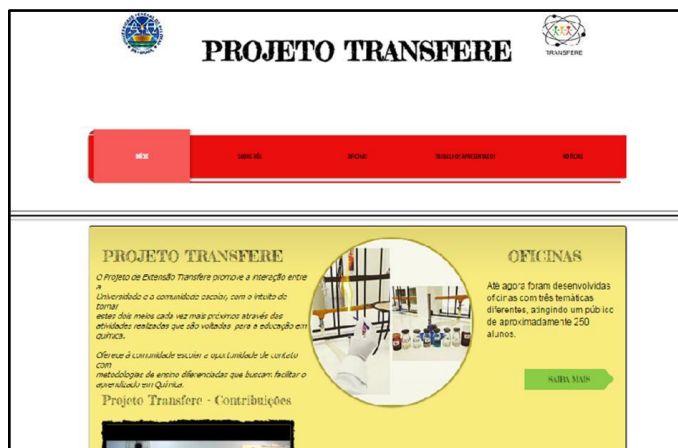 PROJETO TRANSFERE
TRANSFERE
INÍCIO
SOBRE NÓS
OFICINAS
TRABALHOS APRESENTADOS
NOTÍCIAS
PROJETO TRANSFERE
O Projeto de Extensão Transfere promove a interação entre
a
Universidade e a comunidade escolar, com o intuito de
tornar
estes dois meios cada vez mais próximos através das
atividades realizadas que são voltadas para a educação em
química.
Oferece à comunidade escolar a oportunidade de contato
com
metodologias de ensino diferenciadas que buscam facilitar o
aprendizado em Química.
Projeto Transfere - Contribuições
OFICINAS
Até agora foram desenvolvidas
oficinas com três temáticas
diferentes, atingindo um público
de aproximadamente 250
alunos.
SAIBA MAIS